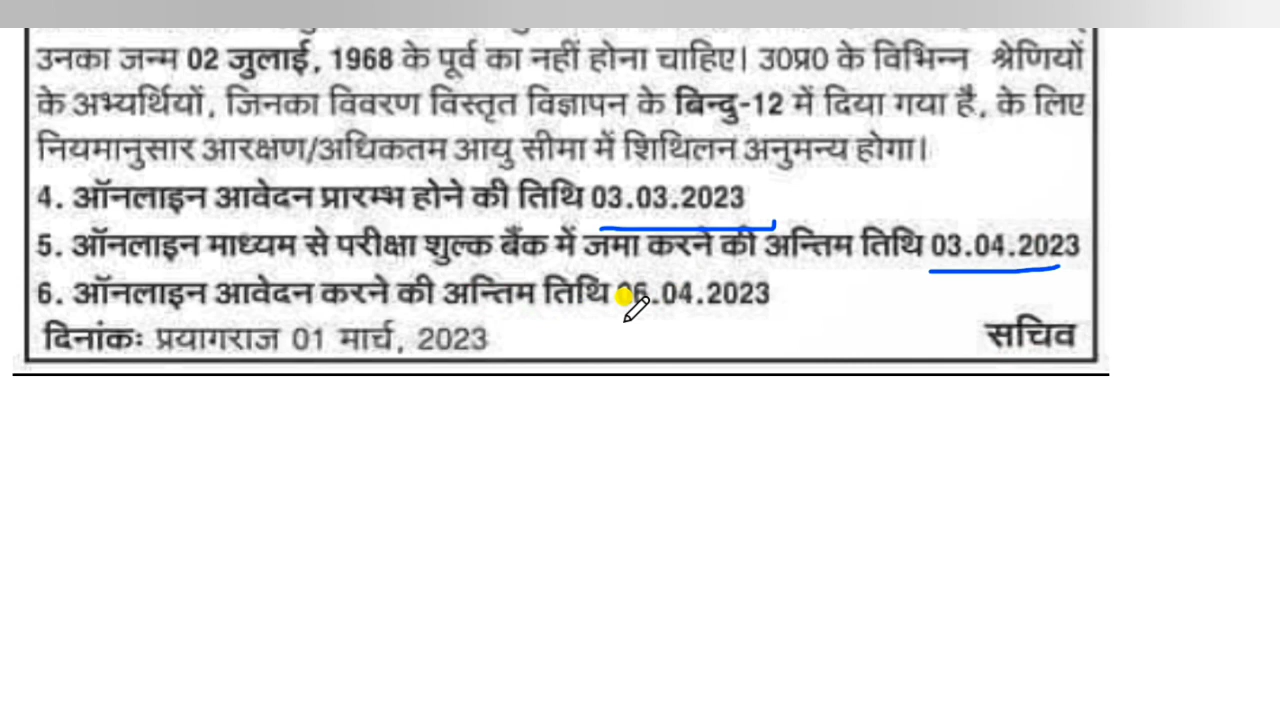 उनका जन्म 02 जुलाई, 1968 के पूर्व का नहीं होना चाहिए। उ0प्र0 के विभिन्न श्रेणियों
के अभ्यर्थियों, जिनका विवरण विस्तृत विज्ञापन के बिन्दु-12 में दिया गया है, के लिए
नियमानुसार आरक्षण/अधिकतम आयु सीमा में शिथिलन अनुमन्य होगा।
4. ऑनलाइन आवेदन प्रारम्भ होने की तिथि 03.03.2023
5. ऑनलाइन माध्यम से परीक्षा शुल्क बैंक में जमा करने की अन्तिम तिथि 03.04.2023
6. ऑनलाइन आवेदन करने की अन्तिम तिथि 06.04.2023
दिनांकः प्रयागराज 01 मार्च, 2023 सचिव